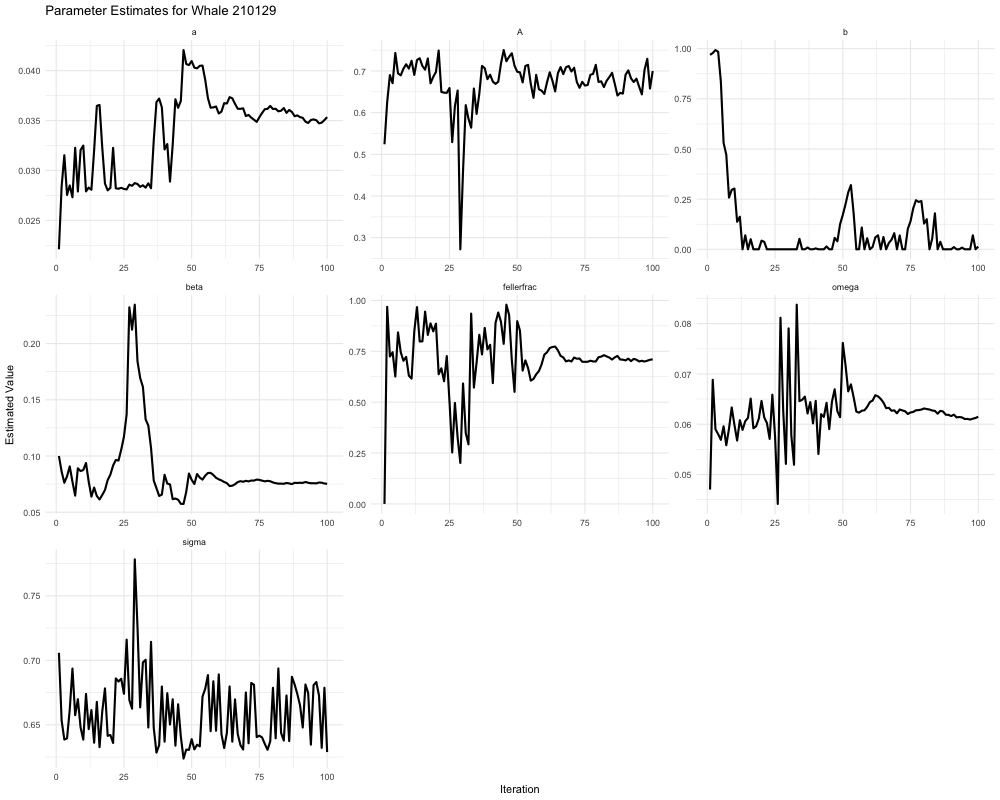 Parameter Estimates for Whale 210129
a
A
b
0.040
0.035
0.030
0.025
0 25 50 75 100
0.7
0.6
0.5
0.4
0.3
0 25 50 75 100
1.00
0.75
0.50
0.25
0.00
0 25 50 75 100
beta
fellerfrac
omega
0.20
0.15
0.10
0.05
0 25 50 75 100
1.00
0.75
0.50
0.25
0.00
0 25 50 75 100
0.08
0.07
0.06
0.05
0 25 50 75 100
Estimated Value
sigma
0.75
0.70
0.65
0 25 50 75 100
Iteration